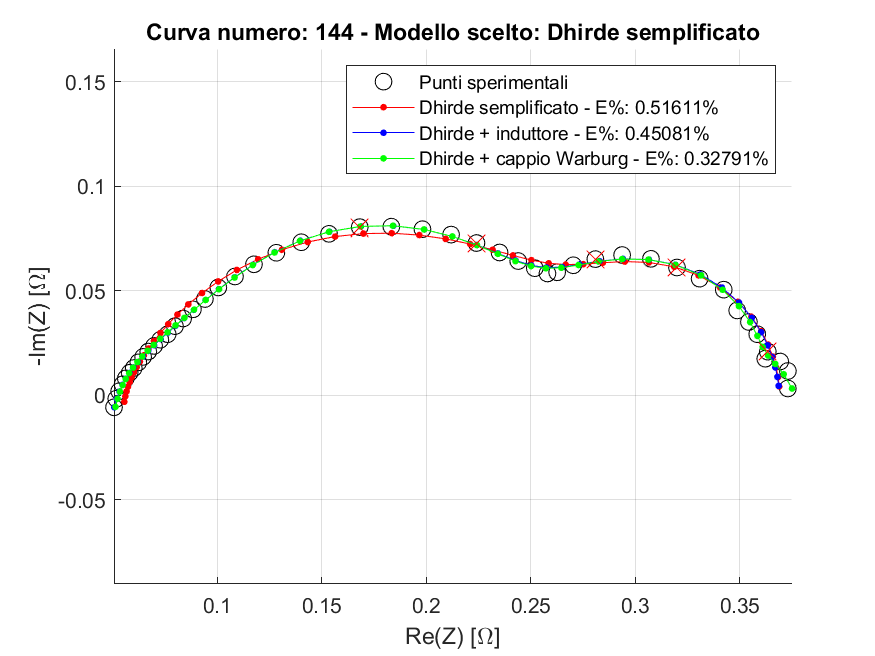 Curva numero: 144 - Modello scelto: Dhirde semplificato
Punti sperimentali
Dhirde semplificato - E%: 0.51611%
Dhirde + induttore - E%: 0.45081%
Dhirde + cappio Warburg - E%: 0.32791%
0.15
0.1
0.05
0
-0.05
-Im(Z) [Ω]
0.1 0.15 0.2 0.25 0.3 0.35
Re(Z) [Ω]